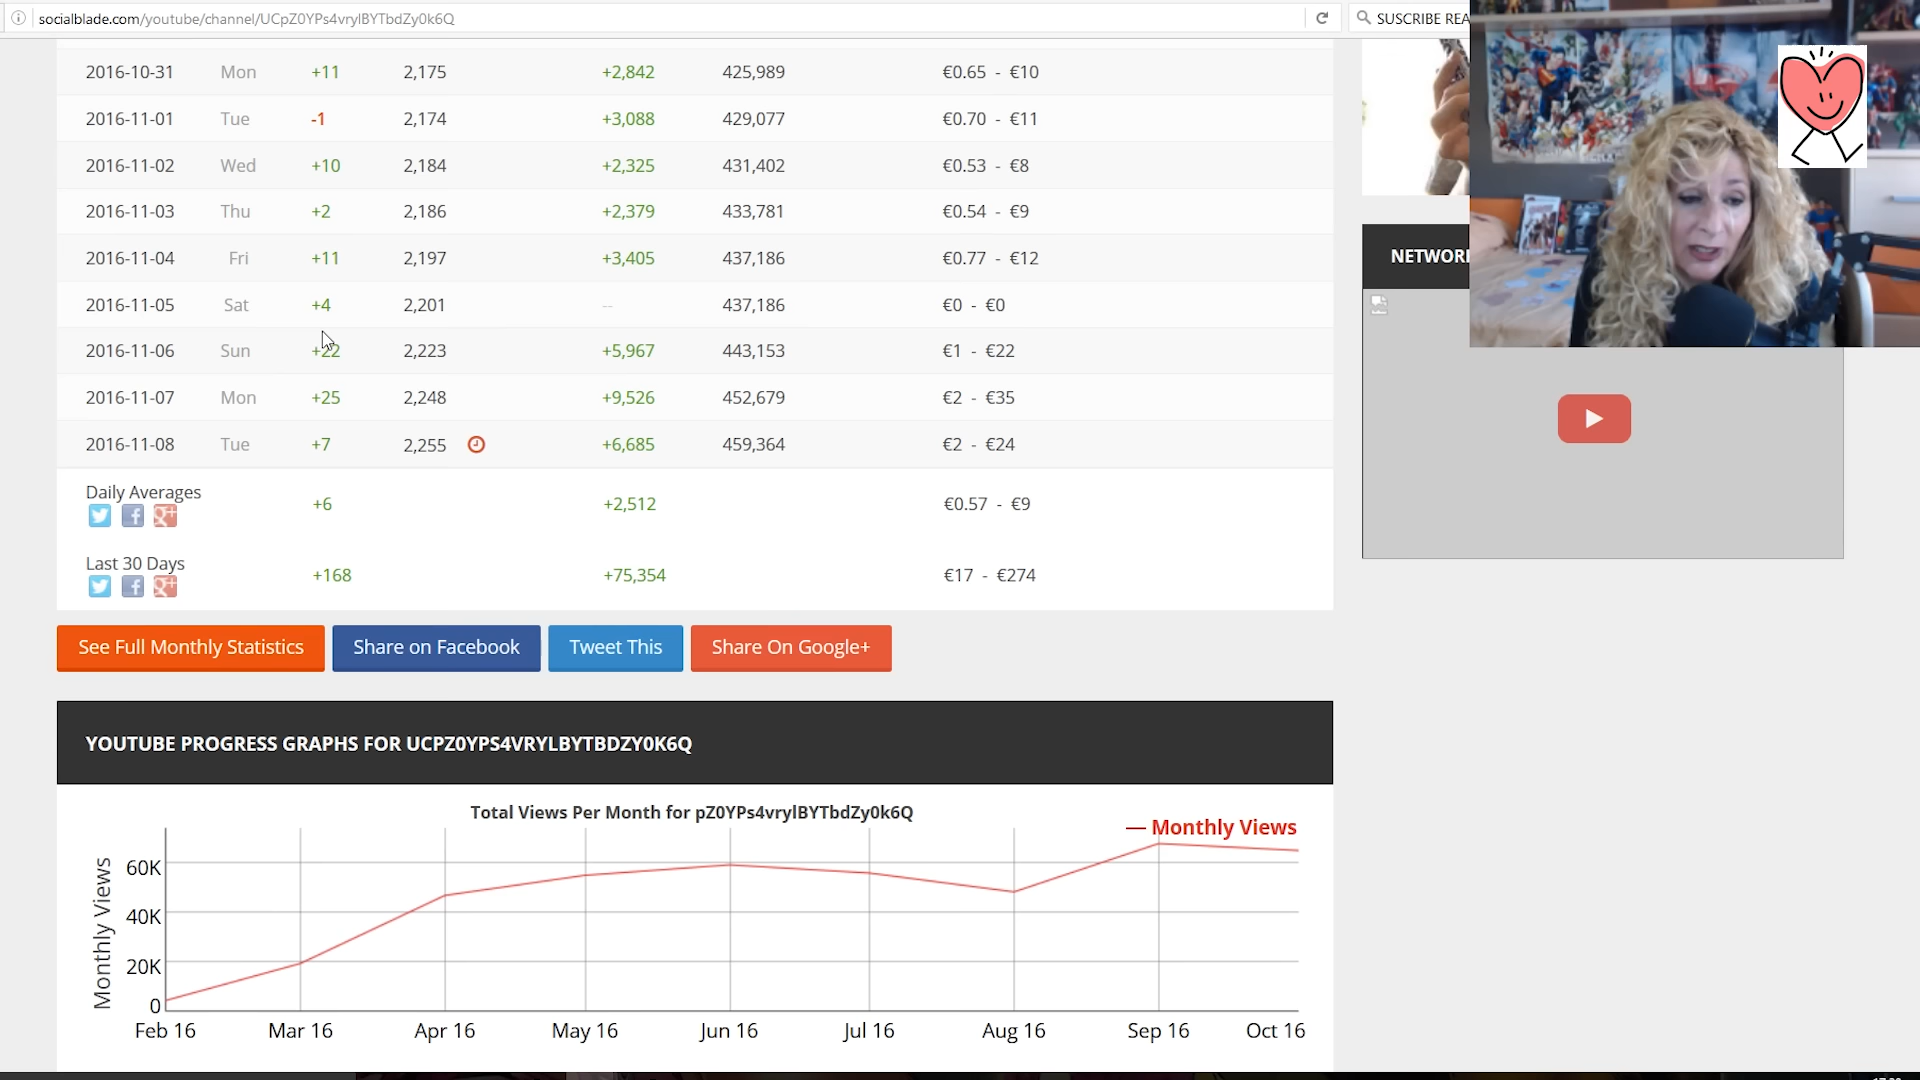 socialblade.com/youtube/channel/UCpZ0YPs4vrylBYTbdZy0k6Q
SUSCRIBE REA
2016-10-31 Mon +11 2,175 +2,842 425,989 €0.65 - €10
2016-11-01 Tue -1 2,174 +3,088 429,077 €0.70 - €11
2016-11-02 Wed +10 2,184 +2,325 431,402 €0.53 - €8
2016-11-03 Thu +2 2,186 +2,379 433,781 €0.54 - €9
2016-11-04 Fri +11 2,197 +3,405 437,186 €0.77 - €12
2016-11-05 Sat +4 2,201 -- 437,186 €0 - €0
2016-11-06 Sun +22 2,223 +5,967 443,153 €1 - €22
2016-11-07 Mon +25 2,248 +9,526 452,679 €2 - €35
2016-11-08 Tue +7 2,255 +6,685 459,364 €2 - €24
Daily Averages +6 +2,512 €0.57 - €9
Last 30 Days +168 +75,354 €17 - €274
NETWORK
See Full Monthly Statistics
Share on Facebook
Tweet This
Share On Google+
YOUTUBE PROGRESS GRAPHS FOR UCPZ0YPS4VRYLBYTBDZY0K6Q
Total Views Per Month for pZ0YPs4vrylBYTbdZy0k6Q
Monthly Views
Monthly Views
60K
40K
20K
0
Feb 16 Mar 16 Apr 16 May 16 Jun 16 Jul 16 Aug 16 Sep 16 Oct 16